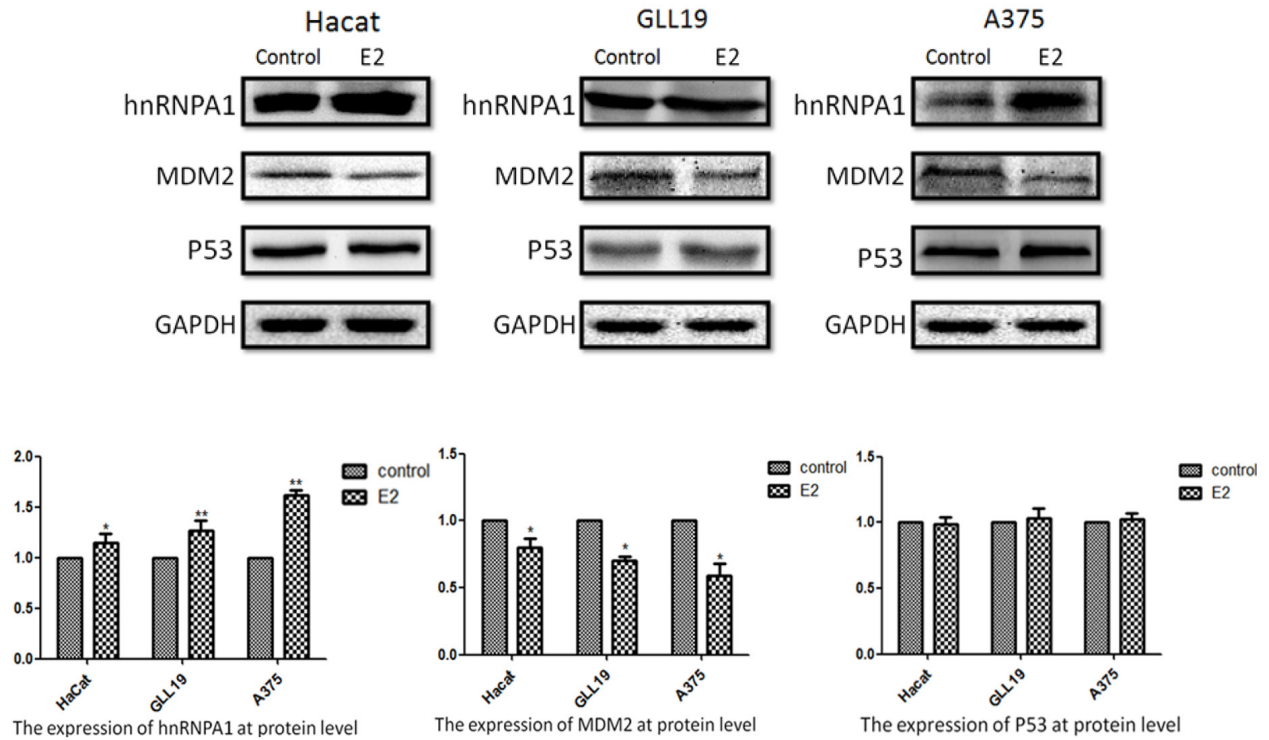 Hacat
GLL19
A375
Control E2
Control E2
Control E2
hnRNPA1
hnRNPA1
hnRNPA1
MDM2
MDM2
MDM2
P53
P53
P53
GAPDH
GAPDH
GAPDH
2.0
1.5
1.0
0.5
0.0
*
**
**
control
E2
HaCat
GLL19
A375
The expression of hnRNPA1 at protein level
1.5
1.0
0.5
0.0
*
*
*
control
E2
Hacat
GLL19
A375
The expression of MDM2 at protein level
1.5
1.0
0.5
0.0
control
E2
Hacat
GLL19
A375
The expression of P53 at protein level